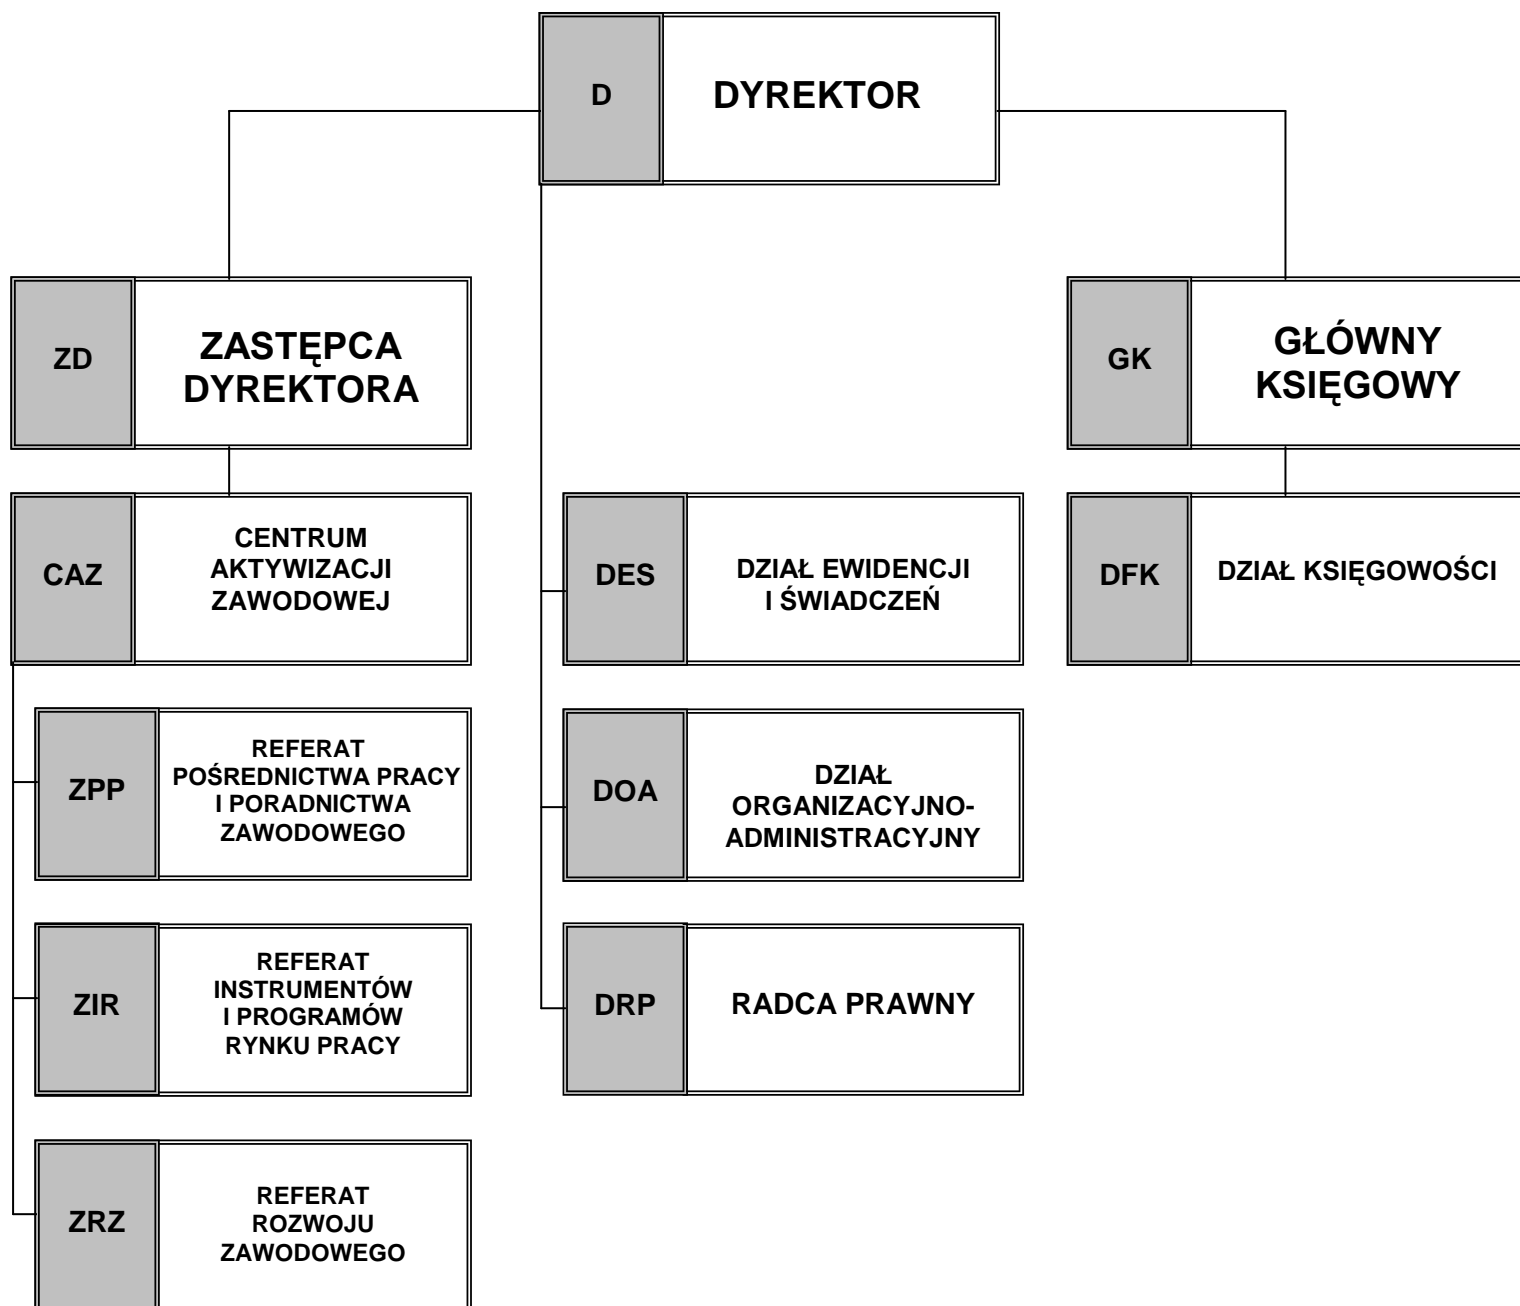 D
DYREKTOR
ZD
ZASTĘPCA
DYREKTORA
GK
GŁÓWNY
KSIĘGOWY
CAZ
CENTRUM
AKTYWIZACJI
ZAWODOWEJ
DES
DZIAŁ EWIDENCJI
I ŚWIADCZEŃ
DFK
DZIAŁ KSIĘGOWOŚCI
ZPP
REFERAT
POŚREDNICTWA PRACY
I PORADNICTWA
ZAWODOWEGO
DOA
DZIAŁ
ORGANIZACYJNO-
ADMINISTRACYJNY
ZIR
REFERAT
INSTRUMENTÓW
I PROGRAMÓW
RYNKU PRACY
DRP
RADCA PRAWNY
ZRZ
REFERAT
ROZWOJU
ZAWODOWEGO